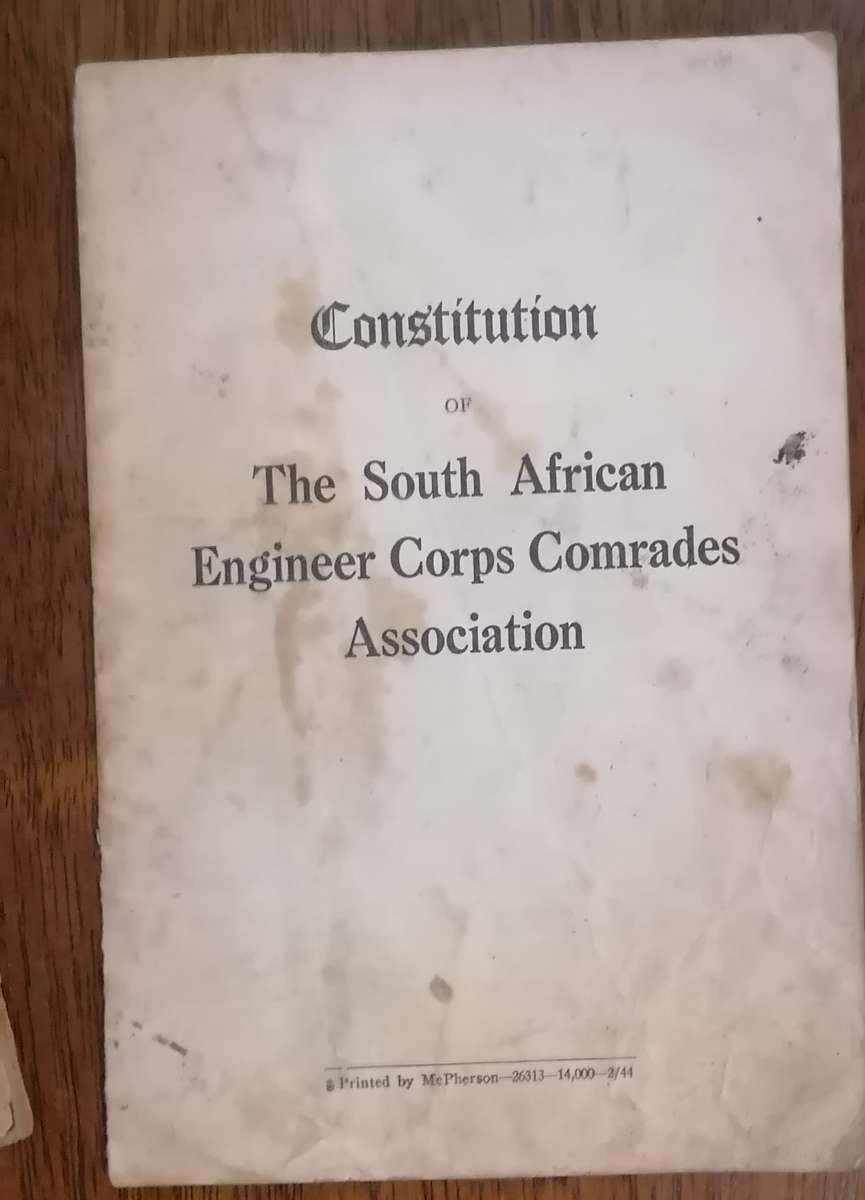 Constitution
OF
The South African
Engineer Corps Comrades
Association
Printed by McPherson—26313—14,000—2/44